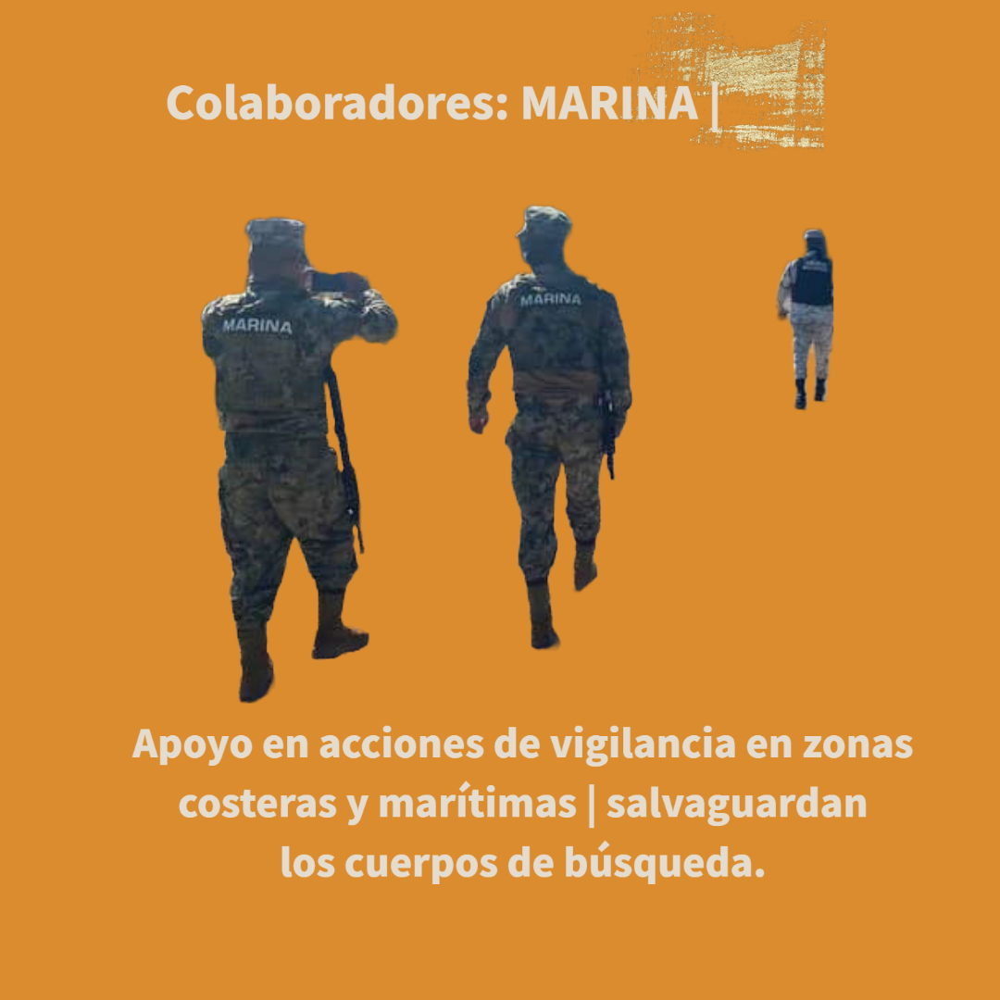 Colaboradores: MARINA |
MARINA
MARINA
Apoyo en acciones de vigilancia en zonas
costeras y marítimas | salvaguardan
los cuerpos de búsqueda.